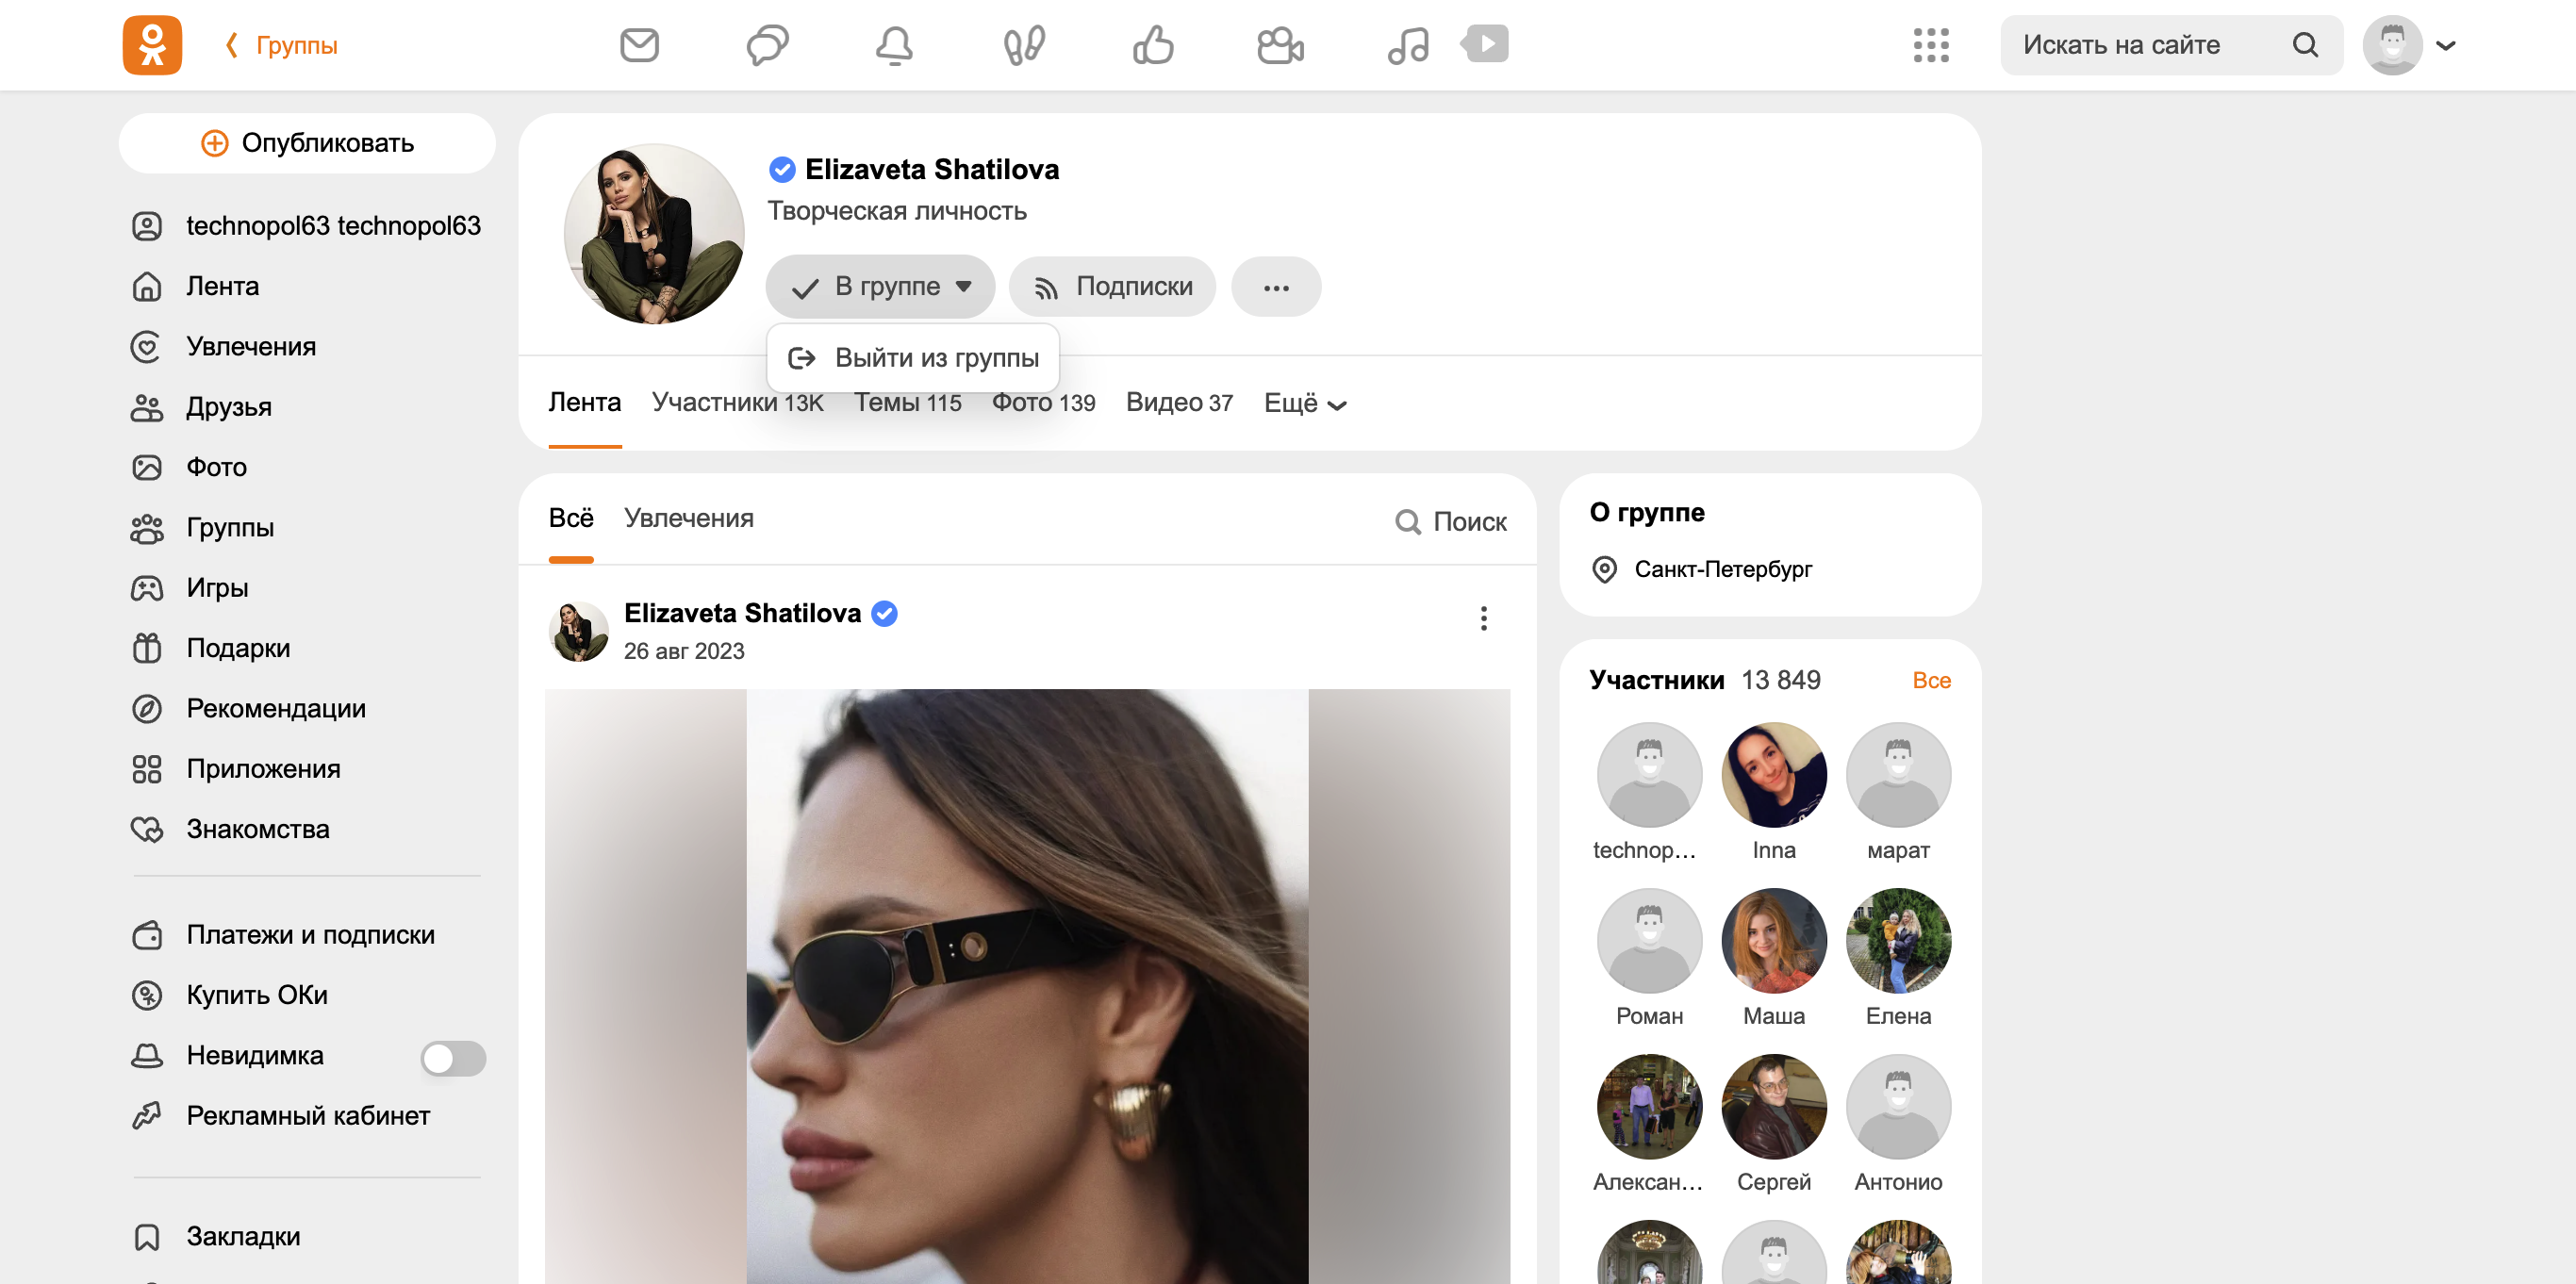 Группы
Искать на сайте
Опубликовать
technopol63 technopol63
Лента
Увлечения
Друзья
Фото
Группы
Игры
Подарки
Рекомендации
Приложения
Знакомства
Платежи и подписки
Купить ОКи
Невидимка
Рекламный кабинет
Закладки
Elizaveta Shatilova
Творческая личность
В группе
Подписки
Выйти из группы
Лента Участники 13K Темы 115 Фото 139 Видео 37 Ещё
Всё Увлечения Поиск
Elizaveta Shatilova
26 авг 2023
О группе
Санкт-Петербург
Участники 13 849 Все
technop... Inna марат
Роман Маша Елена
Алексан... Сергей Антонио